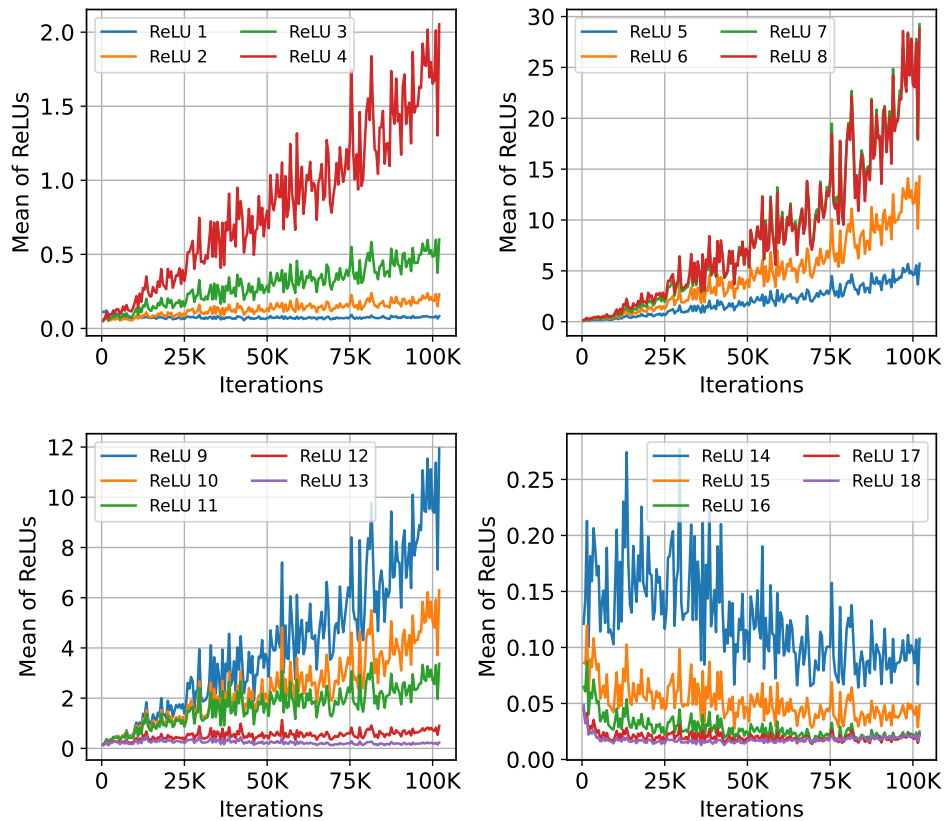 2.0
1.5
1.0
0.5
0.0
Mean of ReLUs
ReLU 1
ReLU 2
ReLU 3
ReLU 4
0
25K
50K
75K
100K
Iterations
30
25
20
15
10
5
0
Mean of ReLUs
ReLU 5
ReLU 6
ReLU 7
ReLU 8
0
25K
50K
75K
100K
Iterations
12
10
8
6
4
2
0
Mean of ReLUs
ReLU 9
ReLU 10
ReLU 11
ReLU 12
ReLU 13
0
25K
50K
75K
100K
Iterations
0.25
0.20
0.15
0.10
0.05
0.00
Mean of ReLUs
ReLU 14
ReLU 15
ReLU 16
ReLU 17
ReLU 18
0
25K
50K
75K
100K
Iterations